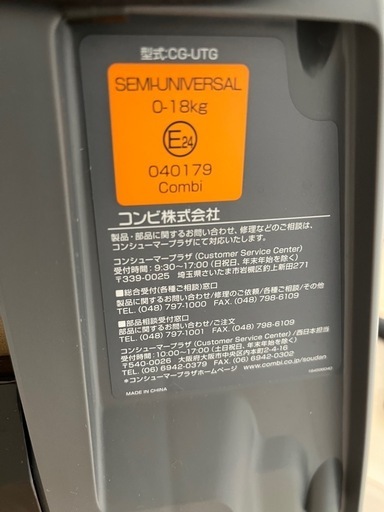 型式:CG-UTG
SEMI-UNIVERSAL
0-18kg
E24
040179
Combi
コンビ株式会社
製品・部品に関するお問い合わせ、修理などのご相談は、
コンシューマープラザにて対応いたします。
コンシューマープラザ (Customer Service Center)
受付時間：9:30~17:00 (日祝日、年末年始を除く)
〒339-0025 埼玉県さいたま市岩槻区釣上新田271
■総合受付(各種ご相談)窓口
製品に関するお問い合わせ/修理のご依頼/各種ご相談/その他
TEL. (048) 797-1000 FAX. (048) 798-6109
■部品相談受付窓口
部品に関するお問い合わせ/ご注文
TEL. (048) 797-1001 FAX. (048) 798-6109
コンシューマープラザ (Customer Service Center)/西日本担当
受付時間：10:00~17:00 (土日祝日、年末年始を除く)
〒540-0026 大阪府大阪市中央区内本町2-4-16
TEL. (06) 6942-0379 FAX. (06) 6942-0302
*コンシューマープラザホームページ www.combi.co.jp/soudan
MADE IN CHINA